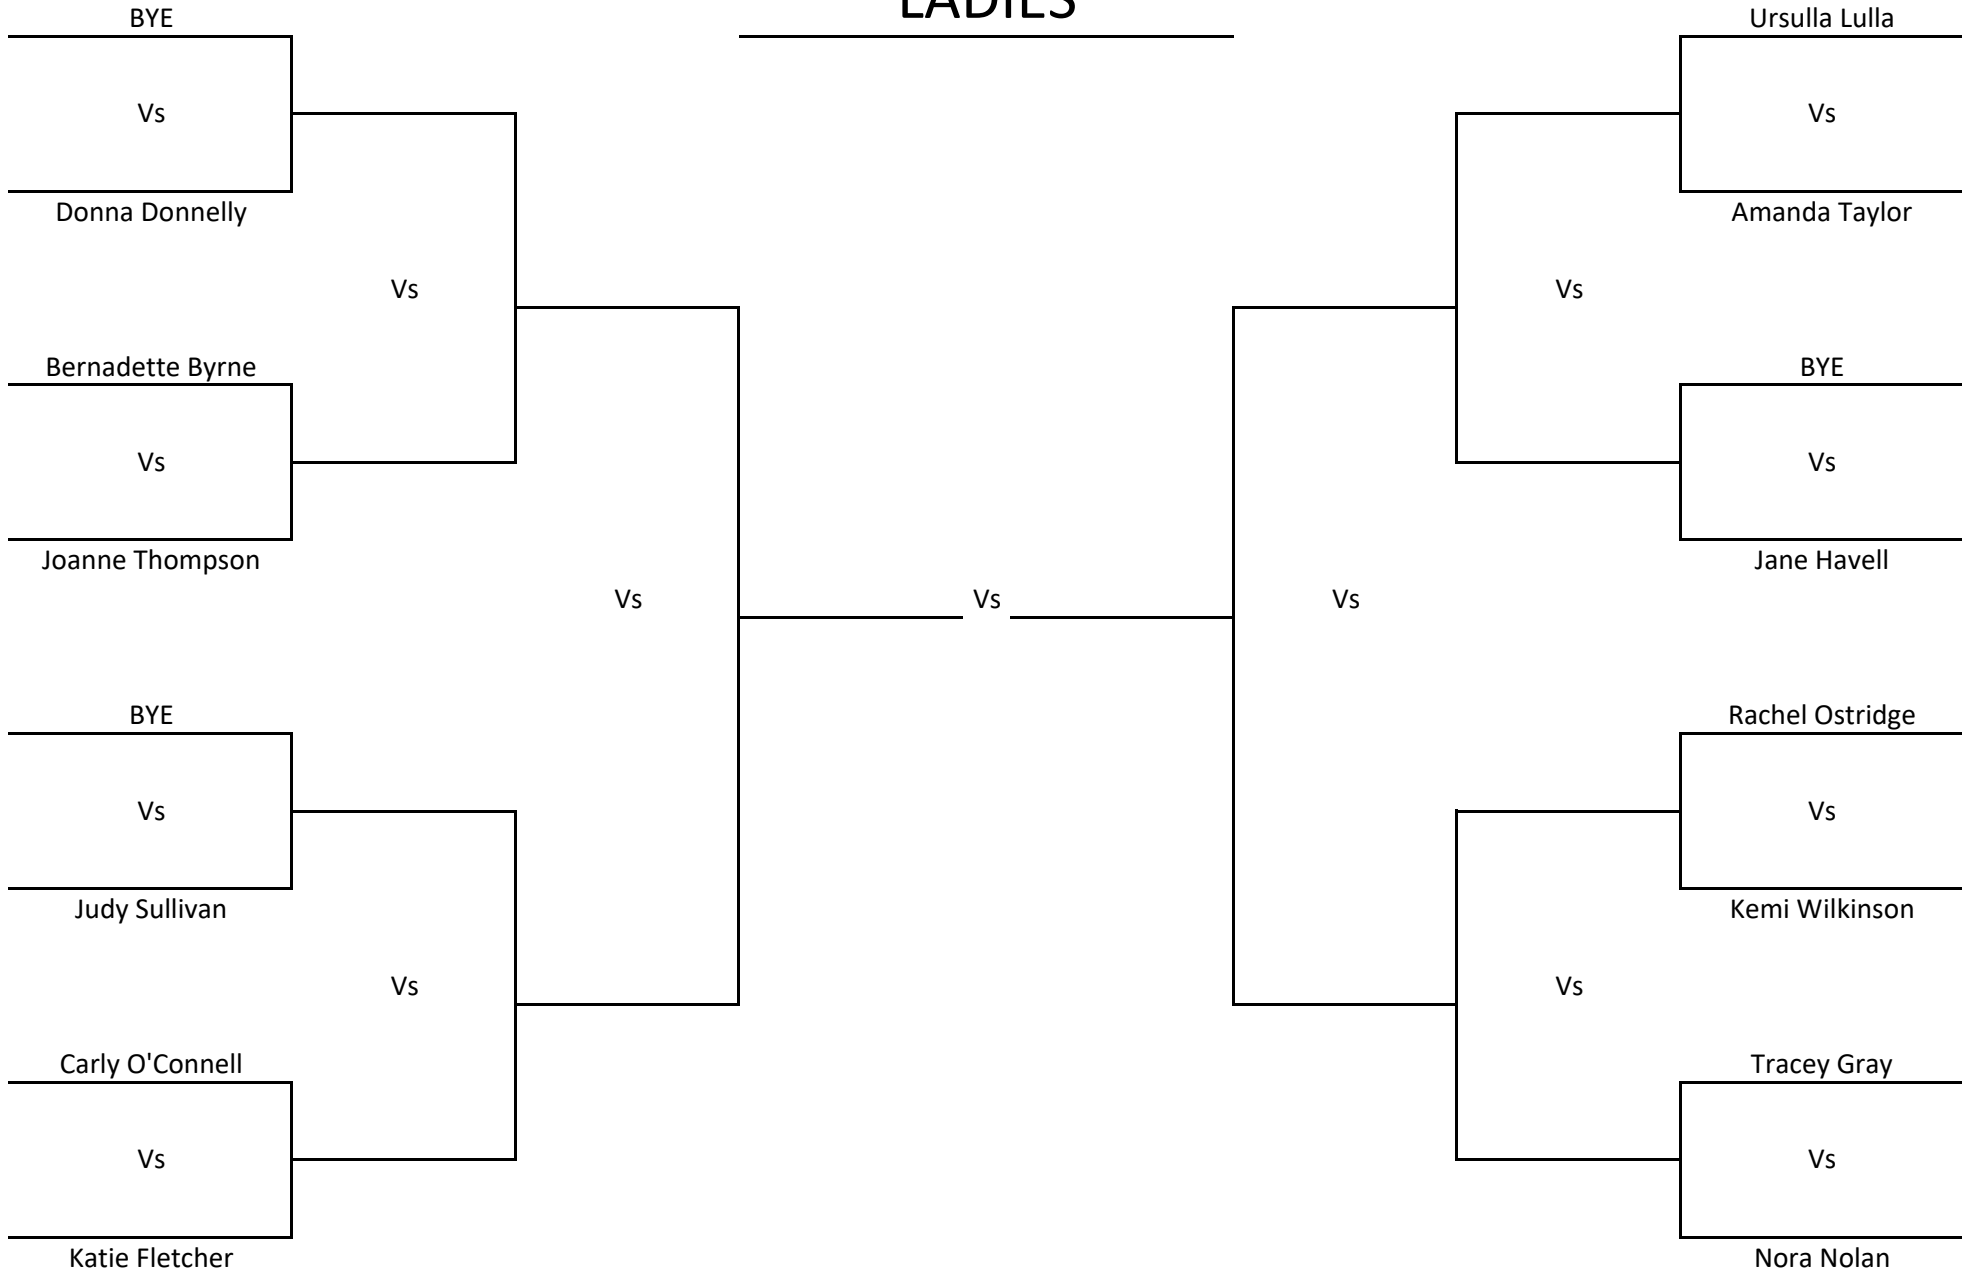 LADIES
BYE
Vs
Donna Donnelly
Vs
Bernadette Byrne
Vs
Joanne Thompson
Vs
BYE
Vs
Judy Sullivan
Vs
Carly O'Connell
Vs
Katie Fletcher
Vs
Ursulla Lulla
Vs
Amanda Taylor
Vs
BYE
Vs
Jane Havell
Vs
Rachel Ostridge
Vs
Kemi Wilkinson
Vs
Tracey Gray
Vs
Nora Nolan